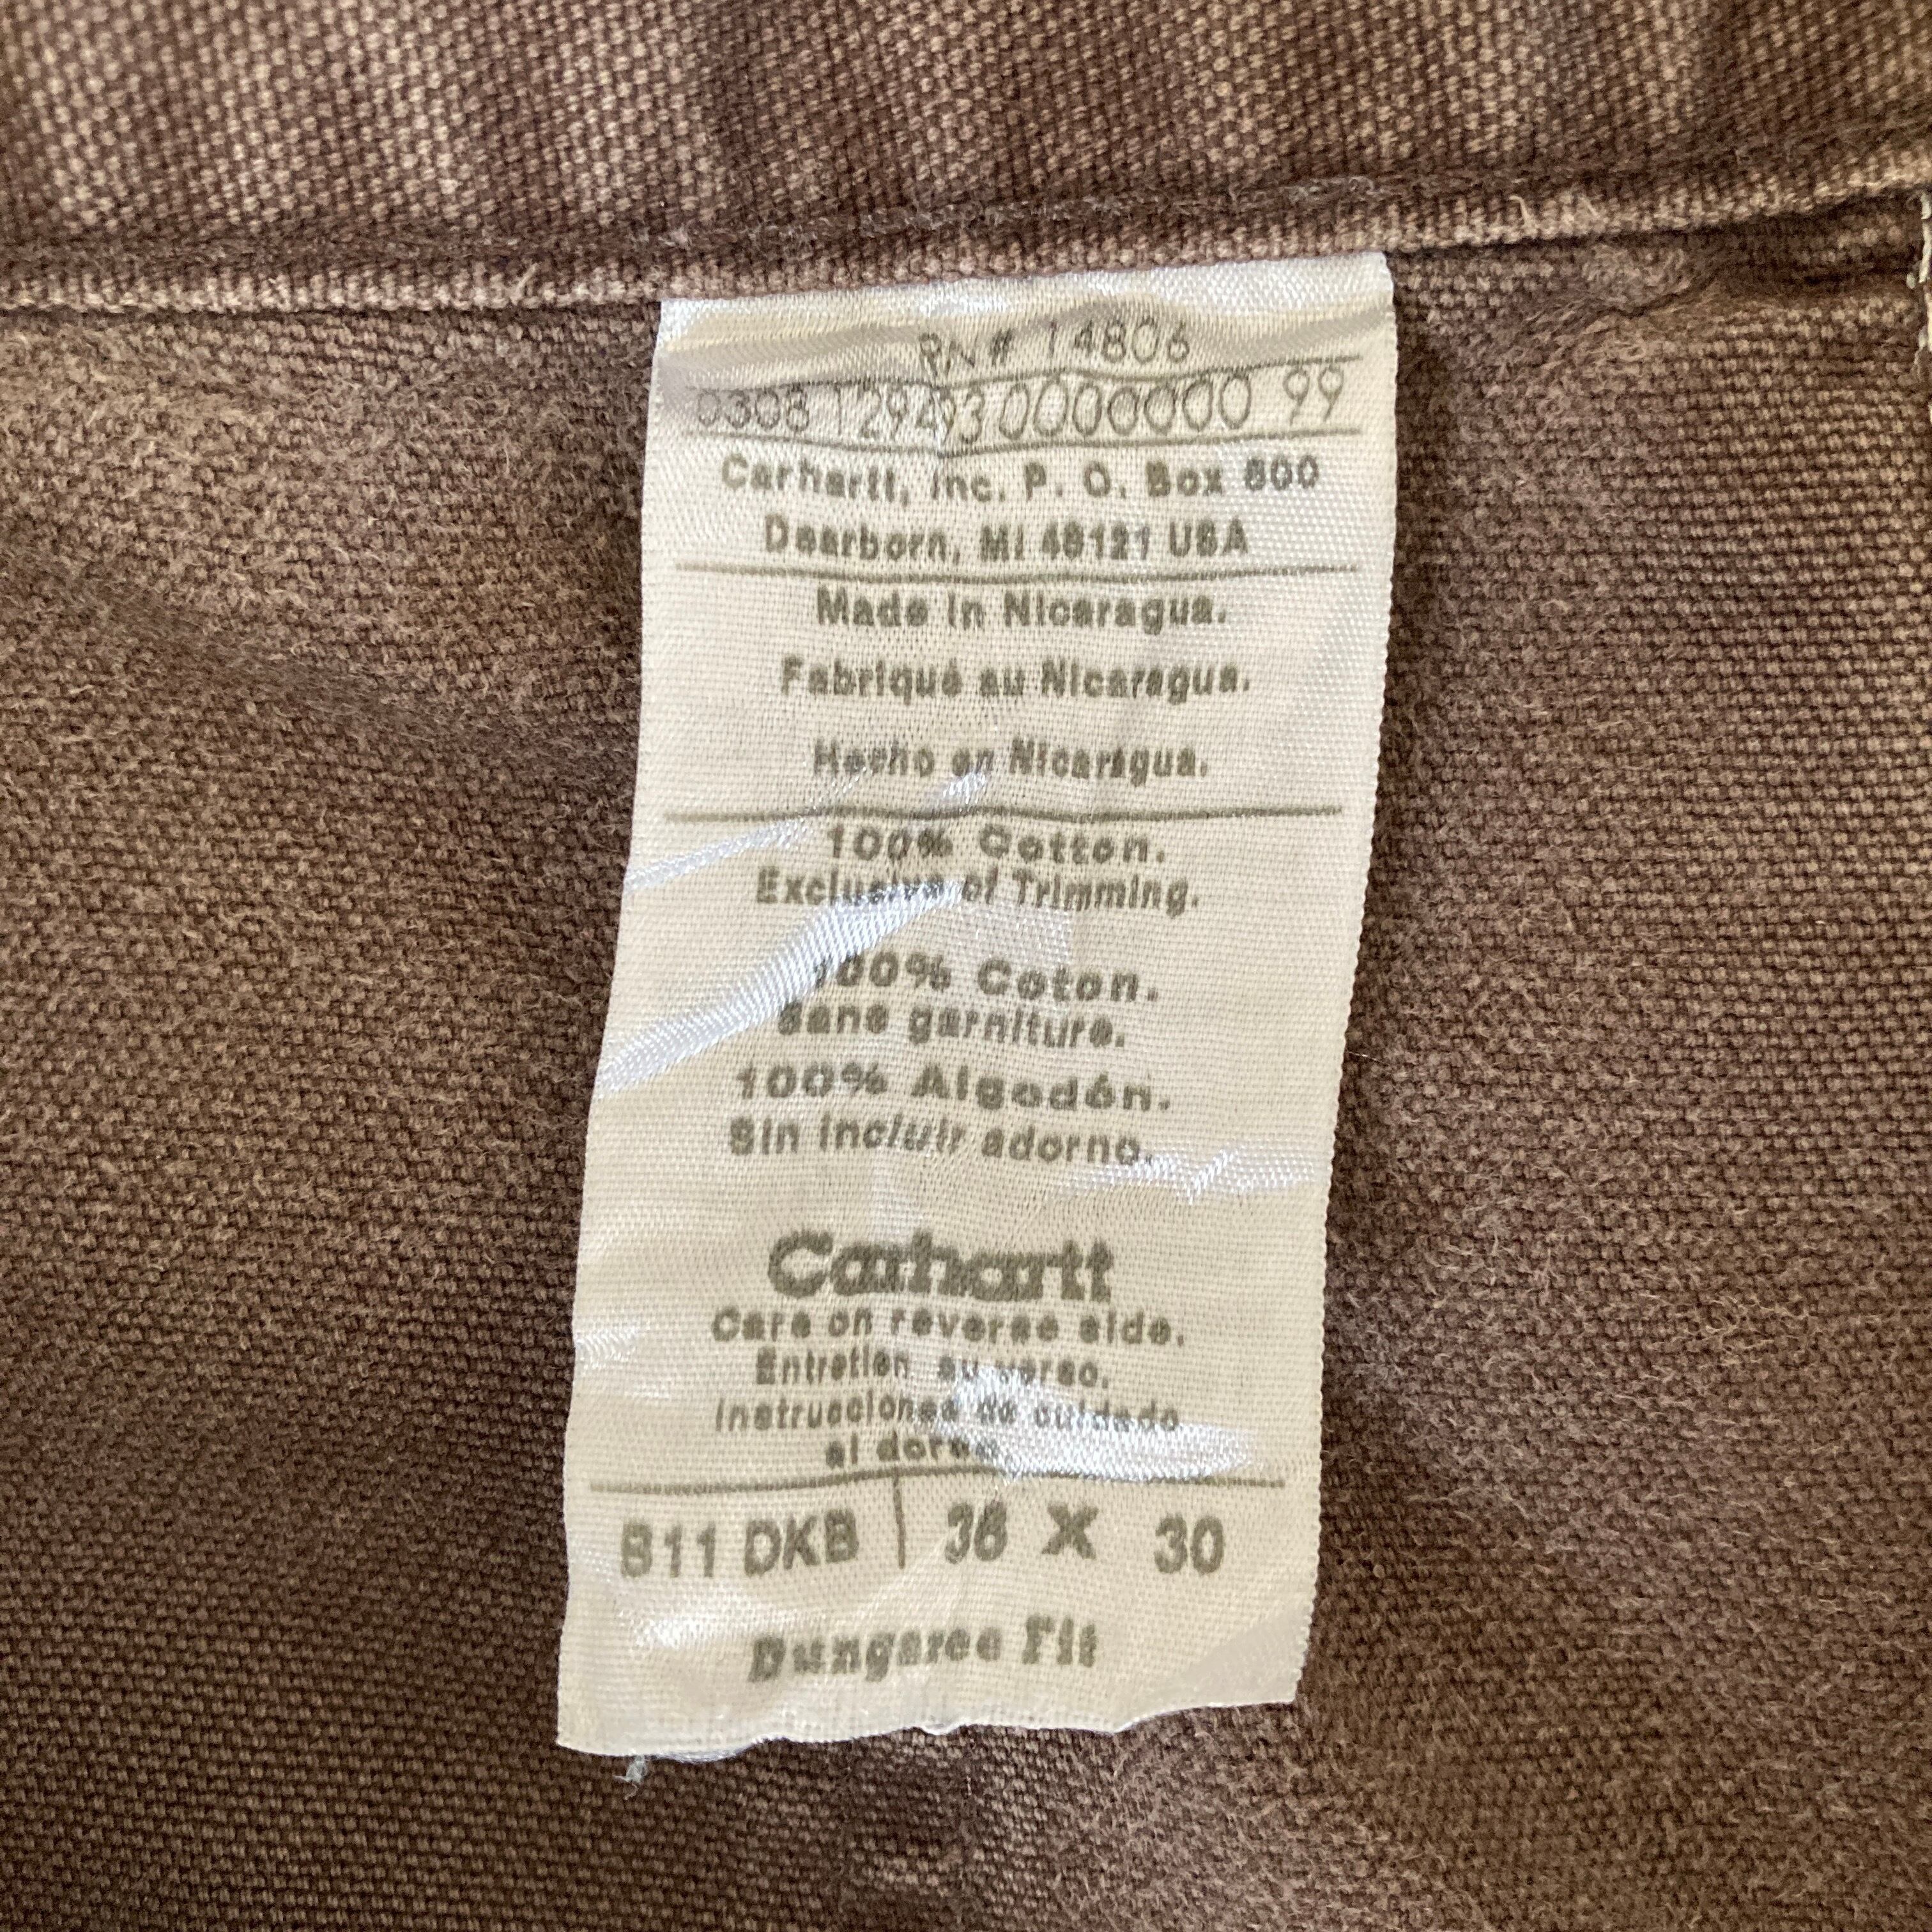 RN# 14806
0308 129493 0000000 99
Carhartt, Inc. P. O. Box 600
Dearborn, MI 48121 USA
Made in Nicaragua.
Fabriqué au Nicaragua.
Hecho en Nicaragua.
100% Cotton.
Exclusive of Trimming.
100% Coton.
Sans garniture.
100% Algodón.
Sin incluir adorno.
Carhartt
Care on reverse side.
Entretien au verso.
Instrucciones de cuidado
al dorso.
B11 DKB | 36 X 30
Dungaree Fit